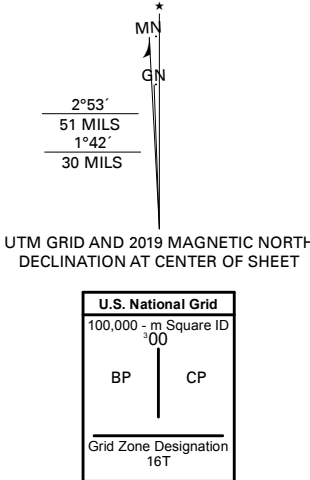 ★
MN
GN
2°53´
51 MILS
1°42´
30 MILS
UTM GRID AND 2019 MAGNETIC NORTH
DECLINATION AT CENTER OF SHEET
U.S. National Grid
100,000 - m Square ID
³00
BP CP
Grid Zone Designation
16T